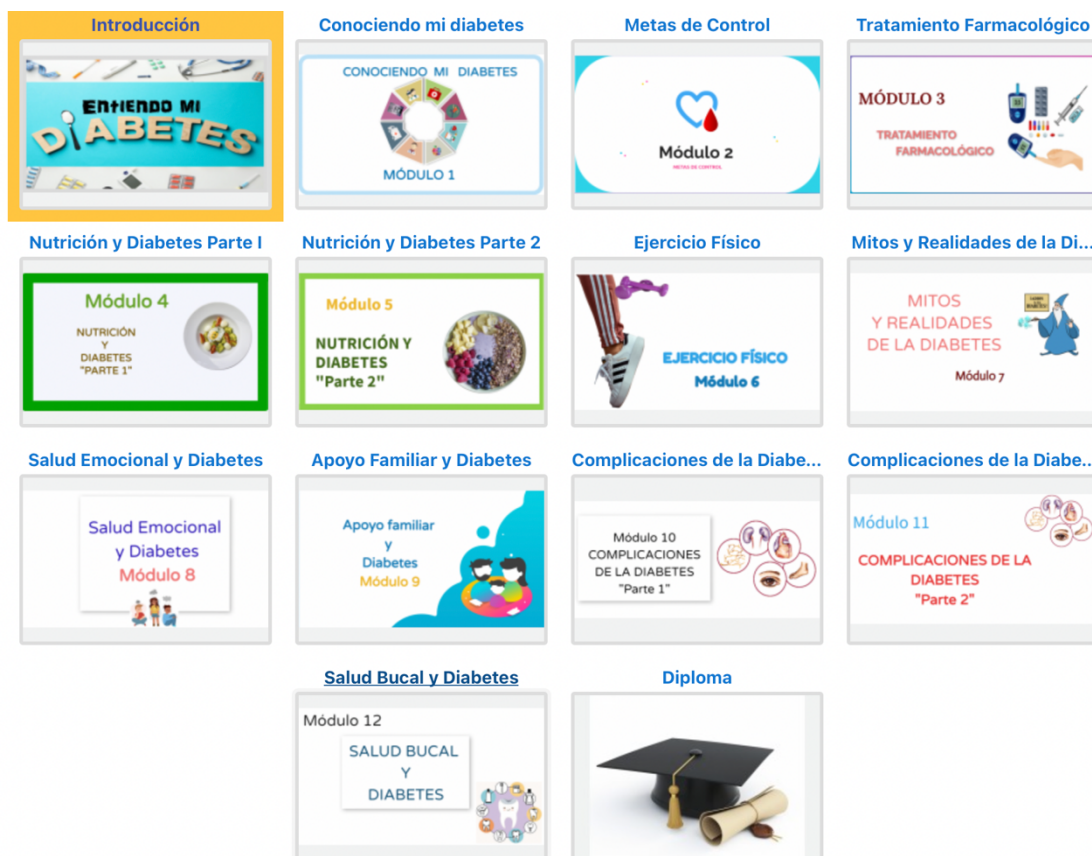 Introducción
Conociendo mi diabetes
Metas de Control
Tratamiento Farmacológico
ENTIENDO MI
DIABETES
CONOCIENDO MI DIABETES
MÓDULO 1
Módulo 2
METAS DE CONTROL
MÓDULO 3
TRATAMIENTO
FARMACOLÓGICO
Nutrición y Diabetes Parte I
Nutrición y Diabetes Parte 2
Ejercicio Físico
Mitos y Realidades de la Di...
Módulo 4
NUTRICIÓN
Y
DIABETES
"PARTE 1"
Módulo 5
NUTRICIÓN Y
DIABETES
"Parte 2"
EJERCICIO FÍSICO
Módulo 6
MITOS
Y REALIDADES
DE LA DIABETES
Módulo 7
Salud Emocional y Diabetes
Apoyo Familiar y Diabetes
Complicaciones de la Diabe...
Complicaciones de la Diabe...
Salud Emocional
y Diabetes
Módulo 8
Apoyo familiar
y
Diabetes
Módulo 9
Módulo 10
COMPLICACIONES
DE LA DIABETES
"Parte 1"
Módulo 11
COMPLICACIONES DE LA
DIABETES
"Parte 2"
Salud Bucal y Diabetes
Diploma
Módulo 12
SALUD BUCAL
Y
DIABETES